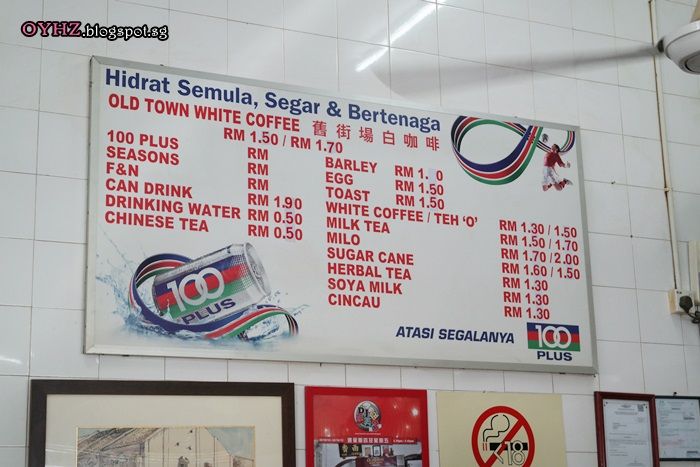 OYHZ.blogspot.sg
Hidrat Semula, Segar & Bertenaga
OLD TOWN WHITE COFFEE 舊街場白咖啡
RM 1.50 / RM 1.70
100 PLUS RM
SEASONS RM
F&N RM
CAN DRINK RM 1.90
DRINKING WATER RM 0.50
CHINESE TEA RM 0.50
BARLEY RM 1. 0
EGG RM 1.50
TOAST RM 1.50
WHITE COFFEE / TEH 'O' RM 1.30 / 1.50
MILK TEA RM 1.50 / 1.70
MILO RM 1.70 / 2.00
SUGAR CANE RM 1.60 / 1.50
HERBAL TEA RM 1.30
SOYA MILK RM 1.30
CINCAU RM 1.30
100
PLUS
ATASI SEGALANYA
100
PLUS